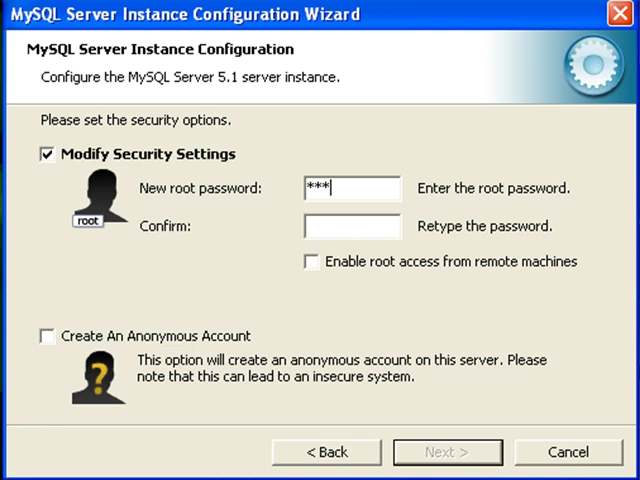 MySQL Server Instance Configuration Wizard
MySQL Server Instance Configuration
Configure the MySQL Server 5.1 server instance.
Please set the security options.
Modify Security Settings
root
New root password: *** Enter the root password.
Confirm: Retype the password.
Enable root access from remote machines
Create An Anonymous Account
?
This option will create an anonymous account on this server. Please
note that this can lead to an insecure system.
< Back Next > Cancel